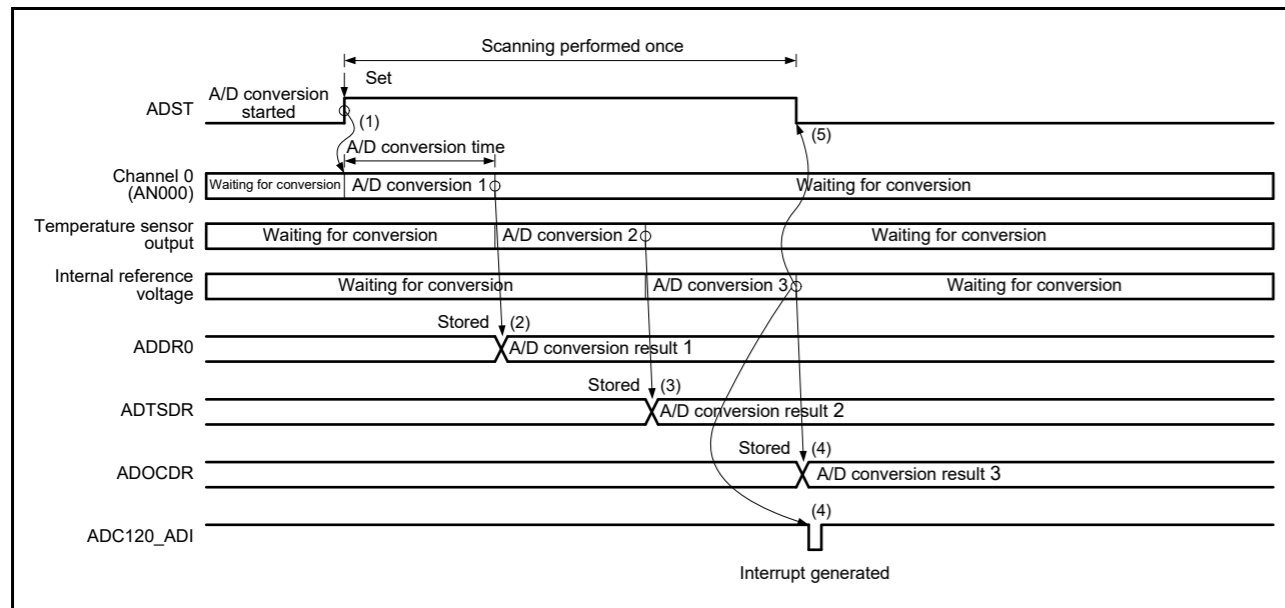 Scanning performed once
Set
A/D conversion
started
ADST
(1)
(5)
A/D conversion time
Channel 0
(AN000)
Waiting for conversion
A/D conversion 1
Waiting for conversion
Temperature sensor
output
Waiting for conversion
A/D conversion 2
Waiting for conversion
Internal reference
voltage
Waiting for conversion
A/D conversion 3
Waiting for conversion
Stored
(2)
ADDR0
A/D conversion result 1
Stored
(3)
ADTSDR
A/D conversion result 2
Stored
(4)
ADOCDR
A/D conversion result 3
(4)
ADC120_ADI
Interrupt generated